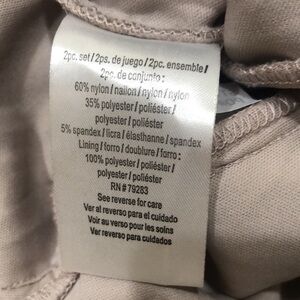 2pc. set / 2ps. de juego / 2pc. ensemble /
2pc. de conjunto :
60% nylon / nailon / nylon / nylon
35% polyester / poliéster /
polyester / poliéster
5% spandex / licra / élasthanne / spandex
Lining / forro / doublure / forro :
100% polyester / poliéster /
polyester / poliéster
RN # 79283
See reverse for care
Ver al reverso para el cuidado
Voir au verso pour les soins
Ver reverso para cuidados